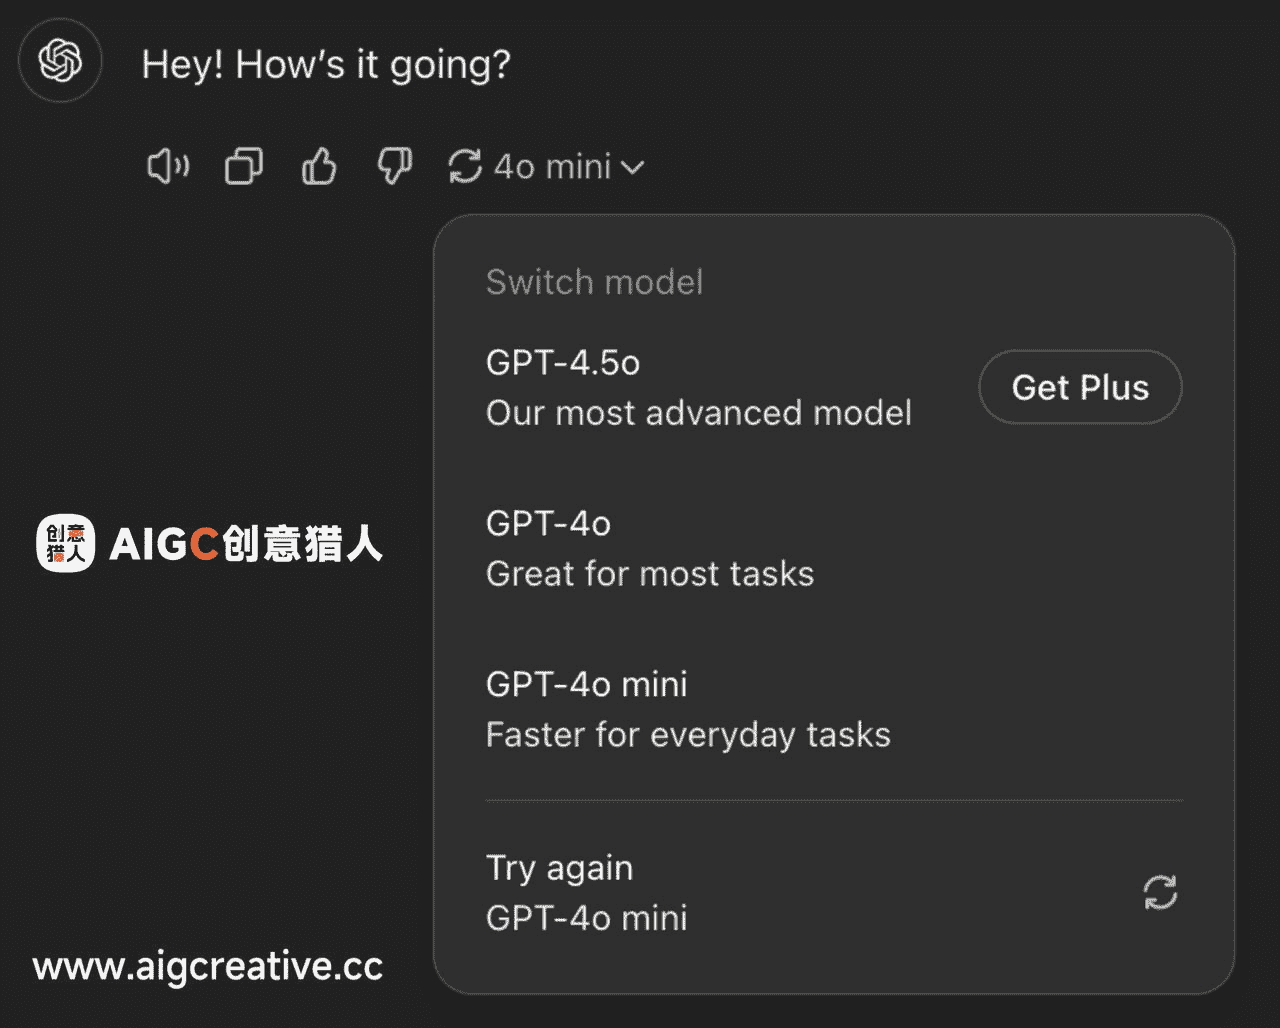 Hey! How’s it going?
4o mini
Switch model
GPT-4.5o
Our most advanced model
Get Plus
GPT-4o
Great for most tasks
GPT-4o mini
Faster for everyday tasks
Try again
GPT-4o mini
创意
猎人
AIGC创意猎人
www.aigcreative.cc